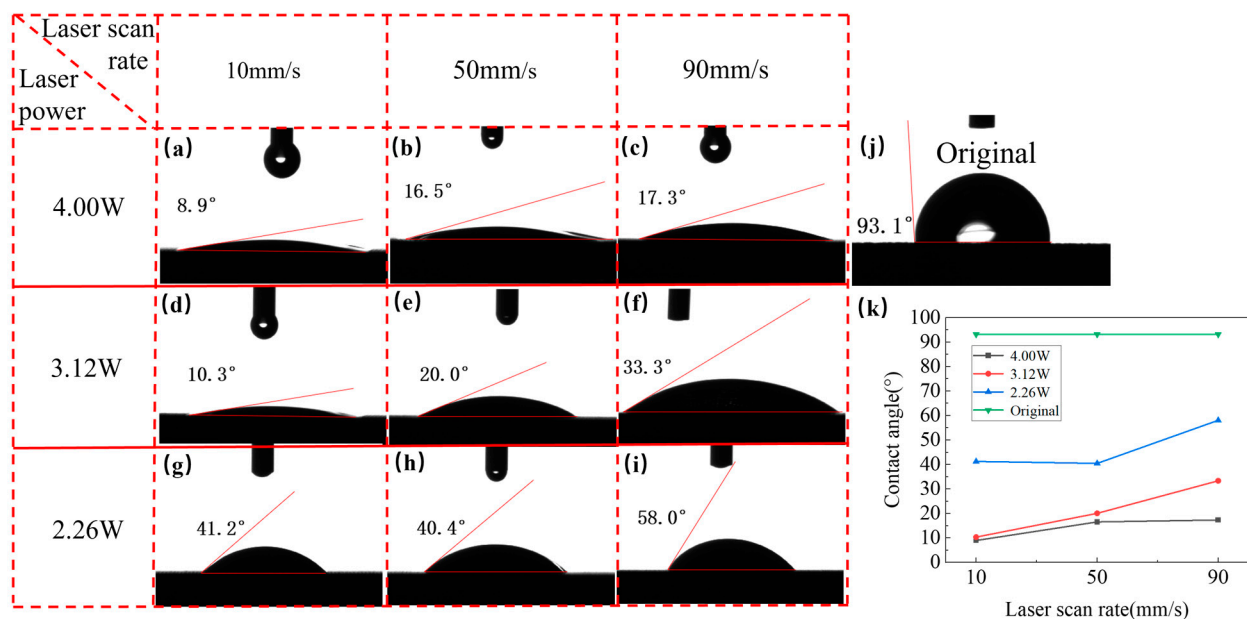 Laser scan
rate
Laser
power
10mm/s
50mm/s
90mm/s
4.00W
(a)
8.9°
(b)
16.5°
(c)
17.3°
(j)
Original
93.1°
3.12W
(d)
10.3°
(e)
20.0°
(f)
33.3°
2.26W
(g)
41.2°
(h)
40.4°
(i)
58.0°
(k)
100
90
80
70
60
50
40
30
20
10
0
Contact angle(°)
4.00W
3.12W
2.26W
Original
10
50
90
Laser scan rate(mm/s)